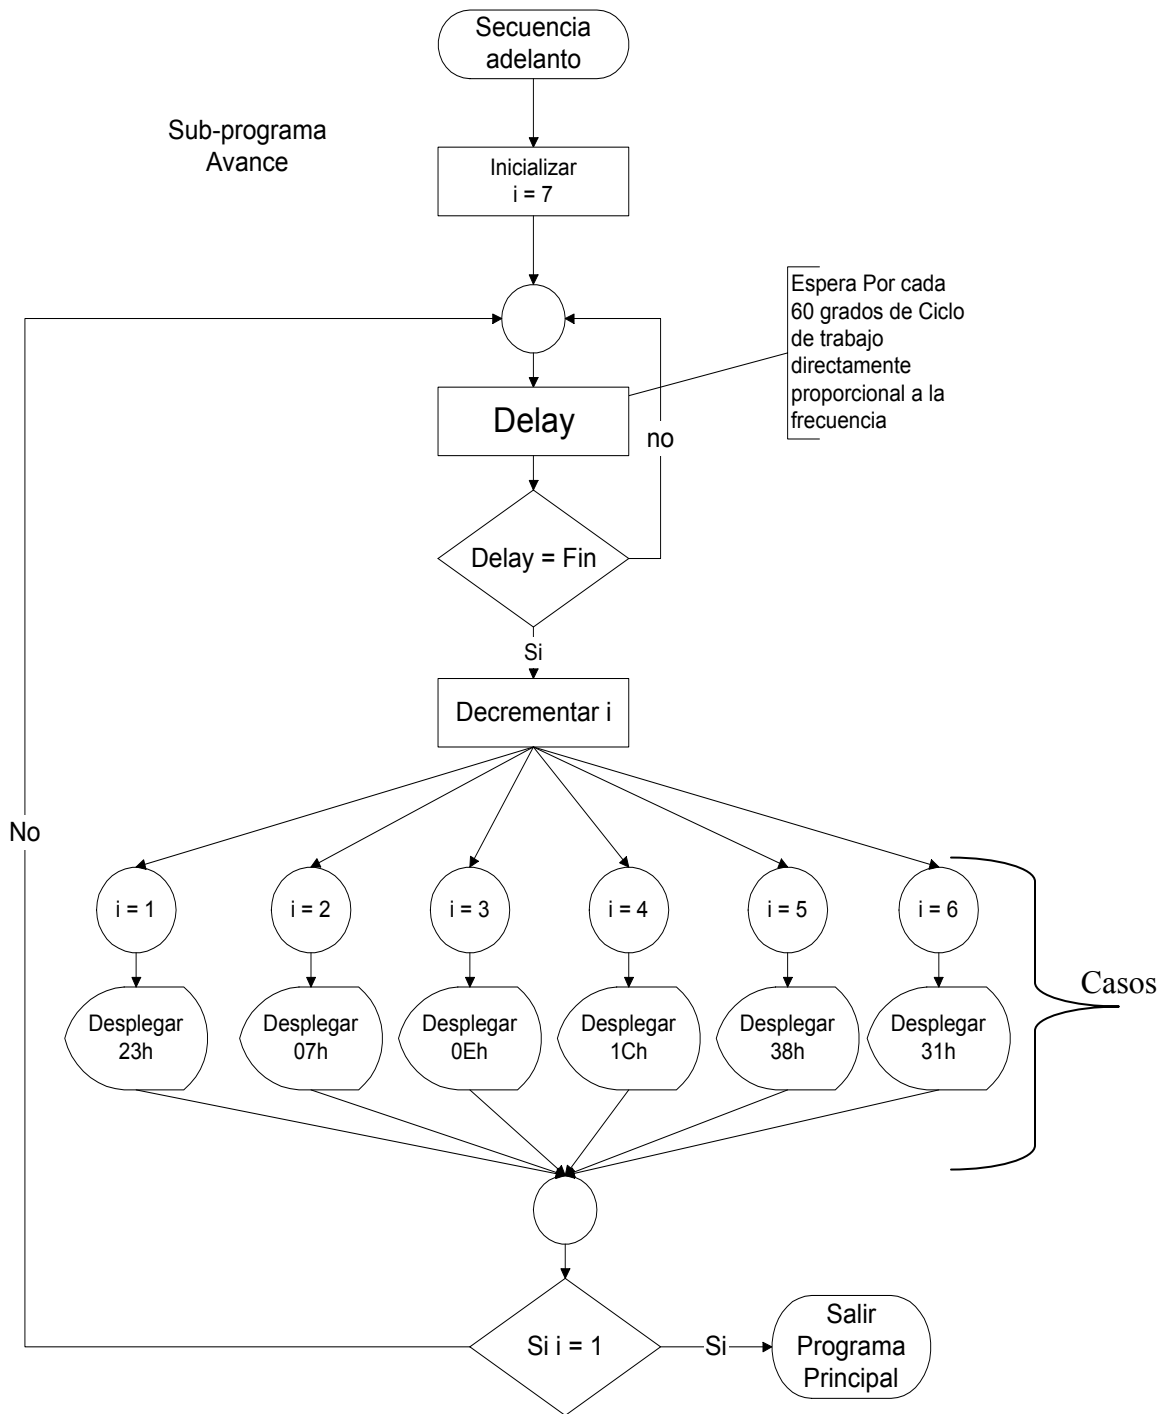 Secuencia
adelanto
Sub-programa
Avance
Inicializar
i = 7
Espera Por cada
60 grados de Ciclo
de trabajo
directamente
proporcional a la
frecuencia
Delay
no
Delay = Fin
Si
Decrementar i
No
i = 1
i = 2
i = 3
i = 4
i = 5
i = 6
Casos
Desplegar
23h
Desplegar
07h
Desplegar
0Eh
Desplegar
1Ch
Desplegar
38h
Desplegar
31h
Si i = 1
Si
Salir
Programa
Principal